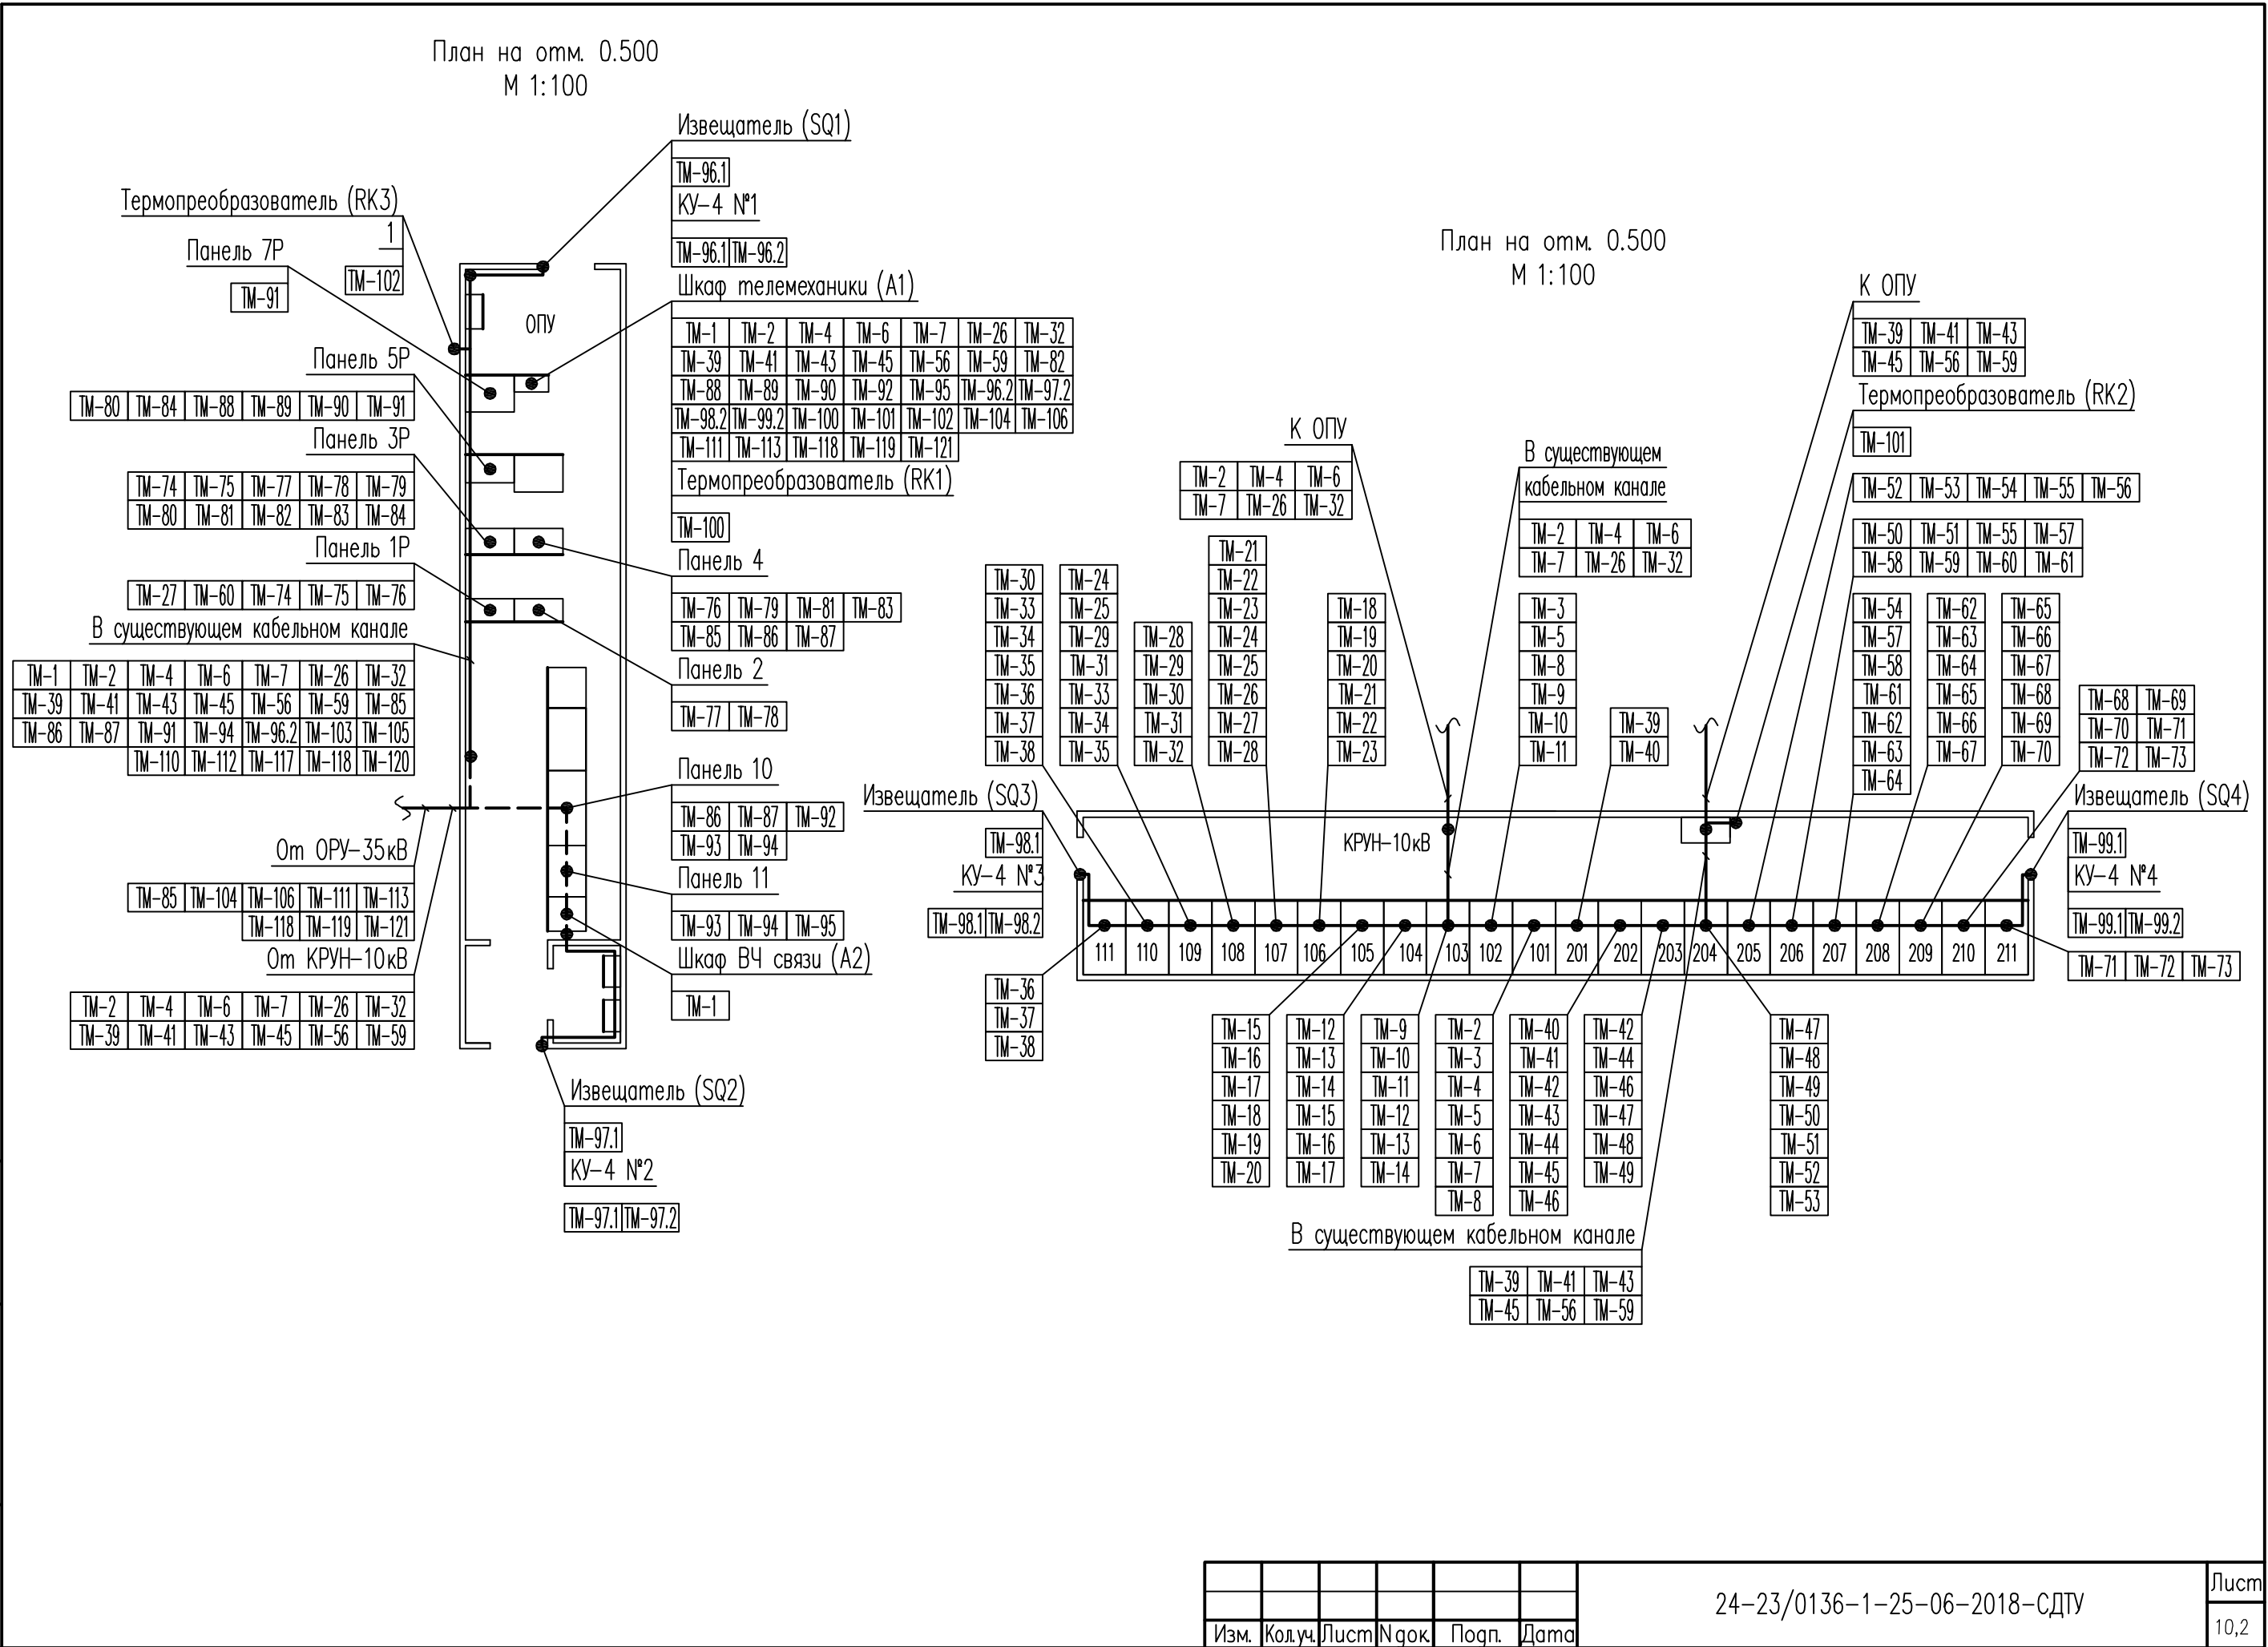 План на отм. 0.500
М 1:100
Извещатель (SQ1)
ТМ-96.1
КУ-4 №1
ТМ-96.1 ТМ-96.2
Шкаф телемеханики (А1)
ТМ-1 ТМ-2 ТМ-4 ТМ-6 ТМ-7 ТМ-26 ТМ-32
ТМ-39 ТМ-41 ТМ-43 ТМ-45 ТМ-56 ТМ-59 ТМ-82
ТМ-88 ТМ-89 ТМ-90 ТМ-92 ТМ-95 ТМ-96.2 ТМ-97.2
ТМ-98.2 ТМ-99.2 ТМ-100 ТМ-101 ТМ-102 ТМ-104 ТМ-106
ТМ-111 ТМ-113 ТМ-118 ТМ-119 ТМ-121
Термопреобразователь (RK1)
ТМ-100
Панель 4
ТМ-76 ТМ-79 ТМ-81 ТМ-83
ТМ-85 ТМ-86 ТМ-87
Панель 2
ТМ-77 ТМ-78
Панель 10
ТМ-86 ТМ-87 ТМ-92
ТМ-93 ТМ-94
Панель 11
ТМ-93 ТМ-94 ТМ-95
Шкаф ВЧ связи (А2)
ТМ-1
Термопреобразователь (RK3)
1
ТМ-102
Панель 7Р
ТМ-91
ОПУ
Панель 5Р
ТМ-80 ТМ-84 ТМ-88 ТМ-89 ТМ-90 ТМ-91
Панель 3Р
ТМ-74 ТМ-75 ТМ-77 ТМ-78 ТМ-79
ТМ-80 ТМ-81 ТМ-82 ТМ-83 ТМ-84
Панель 1Р
ТМ-27 ТМ-60 ТМ-74 ТМ-75 ТМ-76
В существующем кабельном канале
ТМ-1 ТМ-2 ТМ-4 ТМ-6 ТМ-7 ТМ-26 ТМ-32
ТМ-39 ТМ-41 ТМ-43 ТМ-45 ТМ-56 ТМ-59 ТМ-85
ТМ-86 ТМ-87 ТМ-91 ТМ-94 ТМ-96.2 ТМ-103 ТМ-105
ТМ-110 ТМ-112 ТМ-117 ТМ-118 ТМ-120
От ОРУ-35кВ
ТМ-85 ТМ-104 ТМ-106 ТМ-111 ТМ-113
ТМ-118 ТМ-119 ТМ-121
От КРУН-10кВ
ТМ-2 ТМ-4 ТМ-6 ТМ-7 ТМ-26 ТМ-32
ТМ-39 ТМ-41 ТМ-43 ТМ-45 ТМ-56 ТМ-59
Извещатель (SQ2)
ТМ-97.1
КУ-4 №2
ТМ-97.1 ТМ-97.2
План на отм. 0.500
М 1:100
К ОПУ
ТМ-39 ТМ-41 ТМ-43
ТМ-45 ТМ-56 ТМ-59
Термопреобразователь (RK2)
ТМ-101
ТМ-52 ТМ-53 ТМ-54 ТМ-55 ТМ-56
ТМ-50 ТМ-51 ТМ-55 ТМ-57
ТМ-58 ТМ-59 ТМ-60 ТМ-61
К ОПУ
ТМ-2 ТМ-4 ТМ-6
ТМ-7 ТМ-26 ТМ-32
В существующем
кабельном канале
ТМ-2 ТМ-4 ТМ-6
ТМ-7 ТМ-26 ТМ-32
ТМ-30
ТМ-33
ТМ-34
ТМ-35
ТМ-36
ТМ-37
ТМ-38
ТМ-24
ТМ-25
ТМ-29
ТМ-31
ТМ-33
ТМ-34
ТМ-35
ТМ-28
ТМ-29
ТМ-30
ТМ-31
ТМ-32
ТМ-21
ТМ-22
ТМ-23
ТМ-24
ТМ-25
ТМ-26
ТМ-27
ТМ-28
ТМ-18
ТМ-19
ТМ-20
ТМ-21
ТМ-22
ТМ-23
ТМ-3
ТМ-5
ТМ-8
ТМ-9
ТМ-10
ТМ-11
ТМ-39
ТМ-40
ТМ-54
ТМ-57
ТМ-58
ТМ-61
ТМ-62
ТМ-63
ТМ-64
ТМ-62
ТМ-63
ТМ-64
ТМ-65
ТМ-66
ТМ-67
ТМ-65
ТМ-66
ТМ-67
ТМ-68
ТМ-69
ТМ-70
ТМ-68 ТМ-69
ТМ-70 ТМ-71
ТМ-72 ТМ-73
Извещатель (SQ3)
ТМ-98.1
КУ-4 №3
ТМ-98.1 ТМ-98.2
КРУН-10кВ
Извещатель (SQ4)
ТМ-99.1
КУ-4 №4
ТМ-99.1 ТМ-99.2
111 110 109 108 107 106 105 104 103 102 101 201 202 203 204 205 206 207 208 209 210 211
ТМ-71 ТМ-72 ТМ-73
ТМ-36
ТМ-37
ТМ-38
ТМ-15
ТМ-16
ТМ-17
ТМ-18
ТМ-19
ТМ-20
ТМ-12
ТМ-13
ТМ-14
ТМ-15
ТМ-16
ТМ-17
ТМ-9
ТМ-10
ТМ-11
ТМ-12
ТМ-13
ТМ-14
ТМ-2
ТМ-3
ТМ-4
ТМ-5
ТМ-6
ТМ-7
ТМ-8
ТМ-40
ТМ-41
ТМ-42
ТМ-43
ТМ-44
ТМ-45
ТМ-46
ТМ-42
ТМ-44
ТМ-46
ТМ-47
ТМ-48
ТМ-49
ТМ-47
ТМ-48
ТМ-49
ТМ-50
ТМ-51
ТМ-52
ТМ-53
В существующем кабельном канале
ТМ-39 ТМ-41 ТМ-43
ТМ-45 ТМ-56 ТМ-59
24-23/0136-1-25-06-2018-СДТУ
Лист
10,2
Изм. Кол.уч. Лист Nдок. Подп. Дата